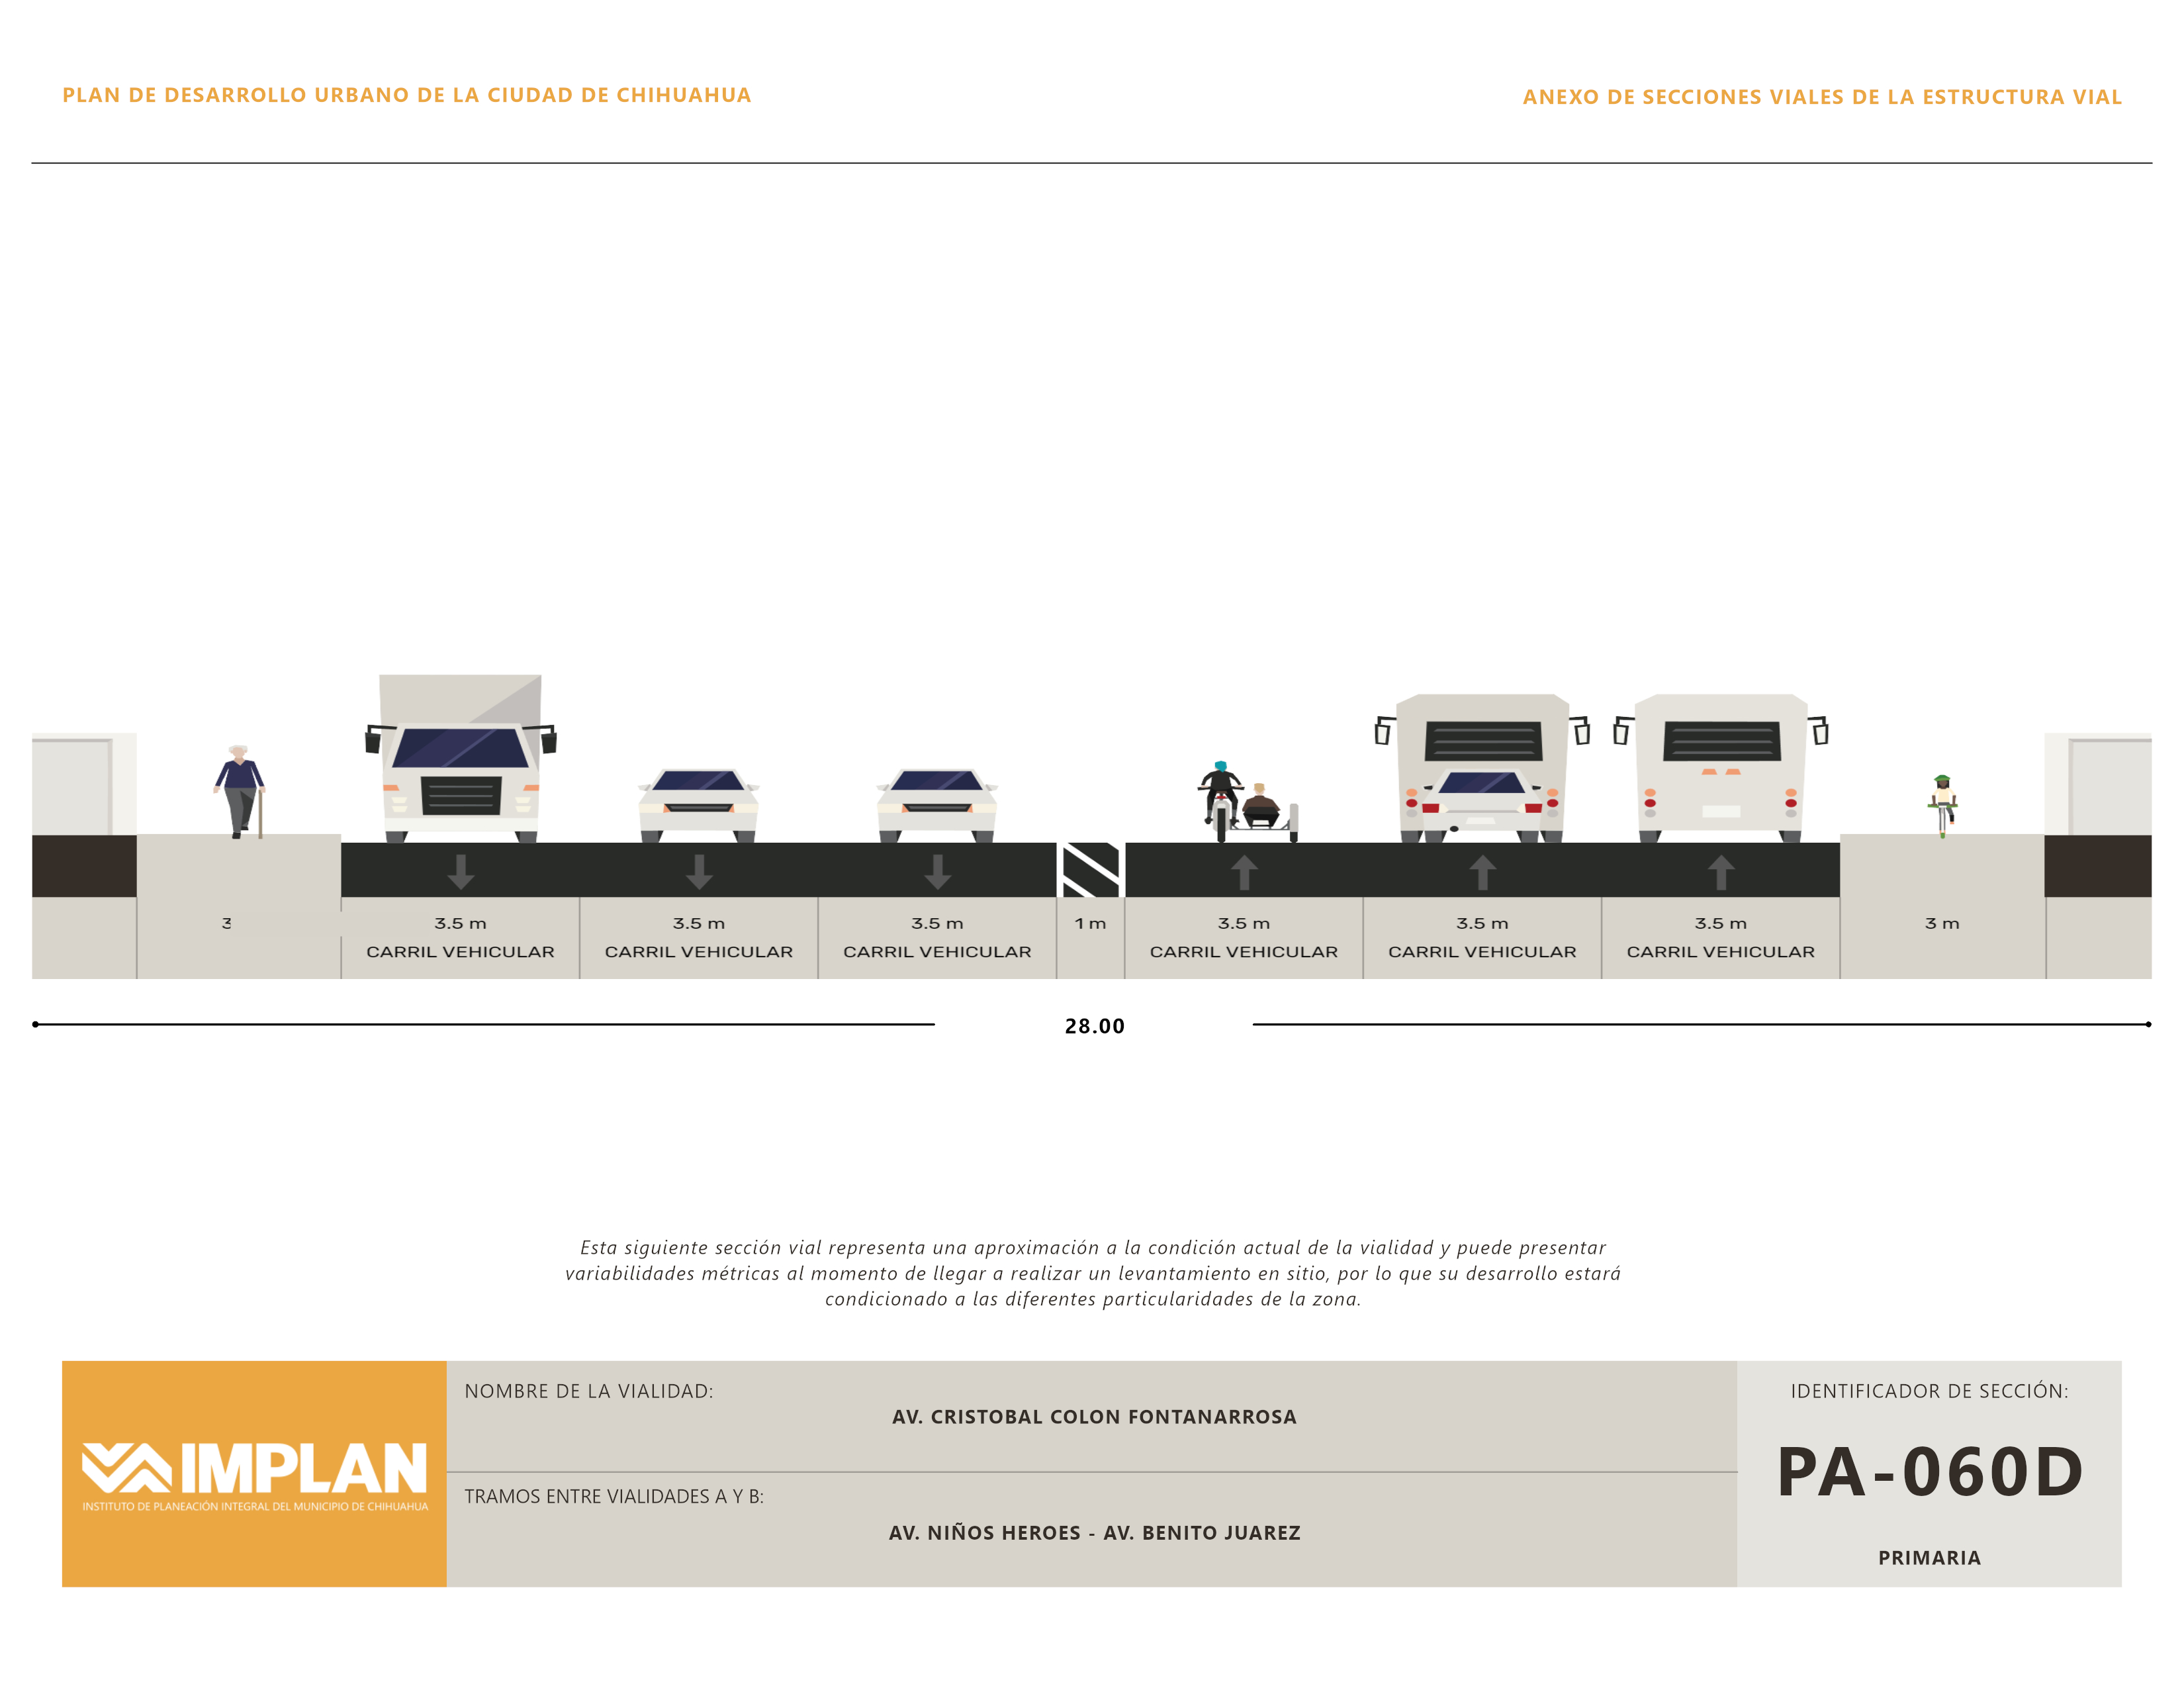 PLAN DE DESARROLLO URBANO DE LA CIUDAD DE CHIHUAHUA
ANEXO DE SECCIONES VIALES DE LA ESTRUCTURA VIAL
3 3.5 m 3.5 m 3.5 m 1 m 3.5 m 3.5 m 3.5 m 3 m
CARRIL VEHICULAR CARRIL VEHICULAR CARRIL VEHICULAR CARRIL VEHICULAR CARRIL VEHICULAR CARRIL VEHICULAR
28.00
Esta siguiente sección vial representa una aproximación a la condición actual de la vialidad y puede presentar
variabilidades métricas al momento de llegar a realizar un levantamiento en sitio, por lo que su desarrollo estará
condicionado a las diferentes particularidades de la zona.
IMPLAN
INSTITUTO DE PLANEACIÓN INTEGRAL DEL MUNICIPIO DE CHIHUAHUA
NOMBRE DE LA VIALIDAD:
AV. CRISTOBAL COLON FONTANARROSA
TRAMOS ENTRE VIALIDADES A Y B:
AV. NIÑOS HEROES - AV. BENITO JUAREZ
IDENTIFICADOR DE SECCIÓN:
PA-060D
PRIMARIA